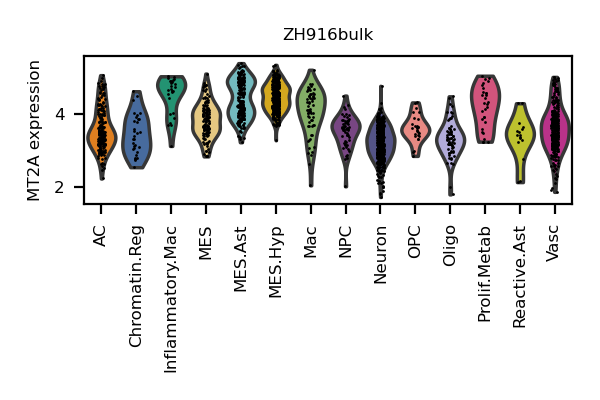 ZH916bulk
MT2A expression
4
2
AC
Chromatin.Reg
Inflammatory.Mac
MES
MES.Ast
MES.Hyp
Mac
NPC
Neuron
OPC
Oligo
Prolif.Metab
Reactive.Ast
Vasc